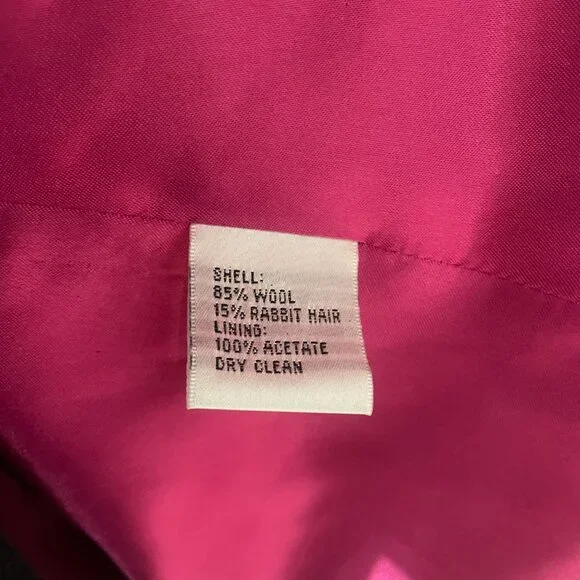 SHELL:
85% WOOL
15% RABBIT HAIR
LINING:
100% ACETATE
DRY CLEAN